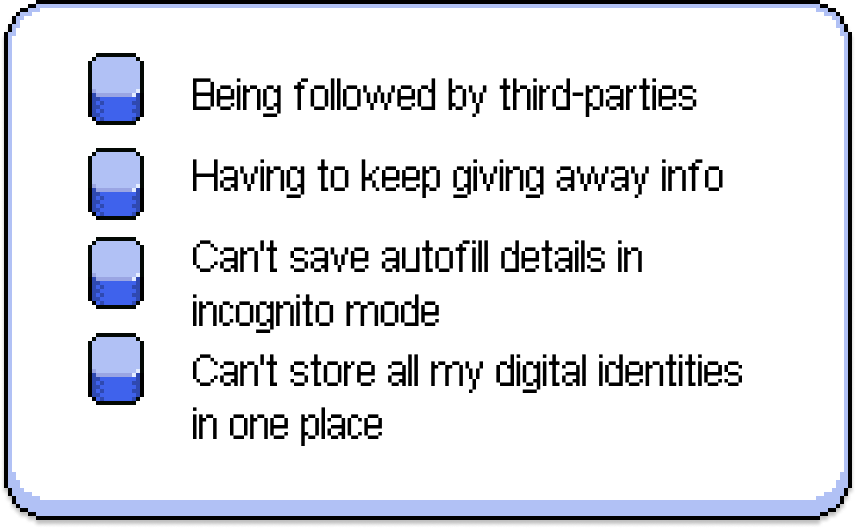 Being followed by third-parties
Having to keep giving away info
Can't save autofill details in
incognito mode
Can't store all my digital identities
in one place